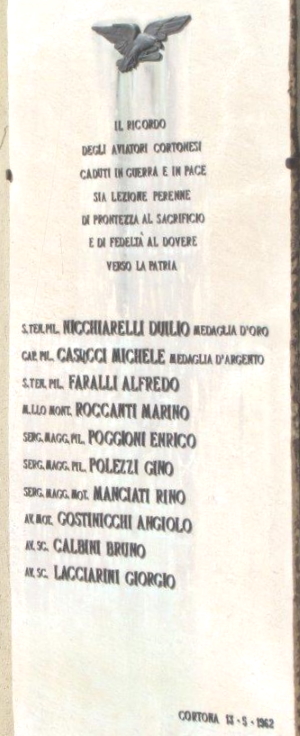 IL RICORDO
DEGLI AVIATORI CORTONESI
CADUTI IN GUERRA E IN PACE
SIA LEZIONE PERENNE
DI PRONTEZZA AL SACRIFICIO
E DI FEDELTÀ AL DOVERE
VERSO LA PATRIA
S.TEN.PIL. NICCHIARELLI DUILIO MEDAGLIA D'ORO
CAP. PIL. CASUCCI MICHELE MEDAGLIA D'ARGENTO
S.TEN. PIL. FARALLI ALFREDO
M.LLO MONT. ROCCANTI MARINO
SERG.MAGG.PIL. POGGIONI ENRICO
SERG.MAGG. PIL. POLEZZI GINO
SERG. MAGG. MOT. MANCIATI RINO
AV. MOT. GOSTINICCHI ANGIOLO
AV. SC. GALBINI BRUNO
AV. SC. LACCIARINI GIORGIO
CORTONA 13 - 5 - 1962